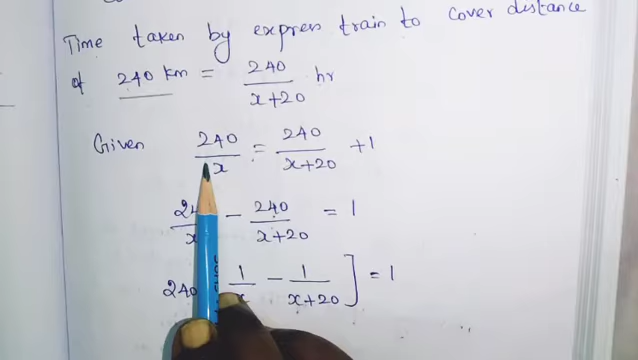 Time taken by express train to cover distance
of 240 km = 240/(x+20) hr
Given 240/x = 240/(x+20) + 1
24 /x - 240/(x+20) = 1
240 1/x - 1/(x+20) ] = 1